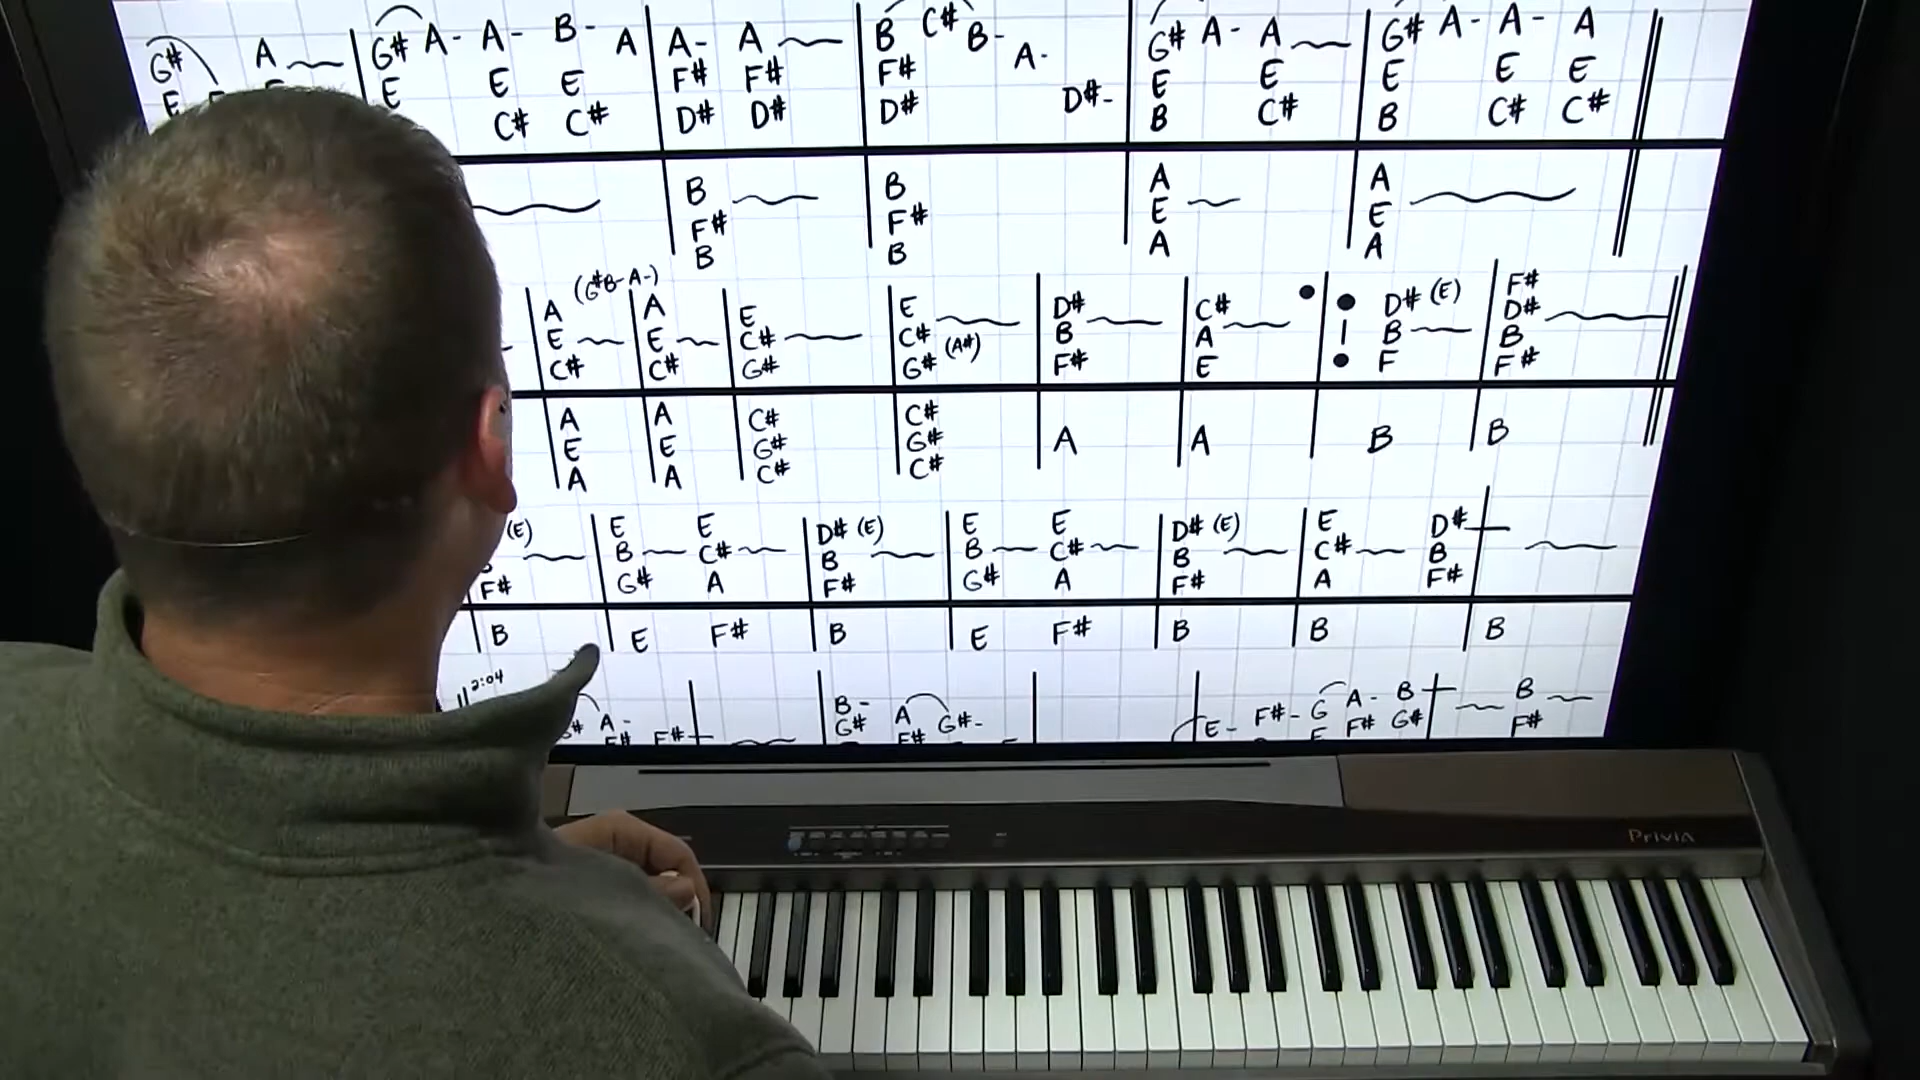 G# A G# A- A- B- A A- A B C# B- A- G# A- A G# A- A- A
E E E E F# F# F# E E E E E
C# C# D# D# D# D#- B C# B C# C#
B B A A
F# F# E E
B B A A
(G# B- A-) F#
A A E E D# C# D# (E) D#
E E C# C# (A#) B A B B
C# C# G# G# F# E F F#
A A C# C# A A B B
E E G# G#
A A C# C#
(E) E E D# (E) E E D# (E) E D#
B B C# B B C# B C# B
F# G# A F# G# A F# A F#
B E F# B E F# B B B
2:04 A- B- A G#- E- F#- G A- B B
F# F#- G# F# F# G# F#
Privia